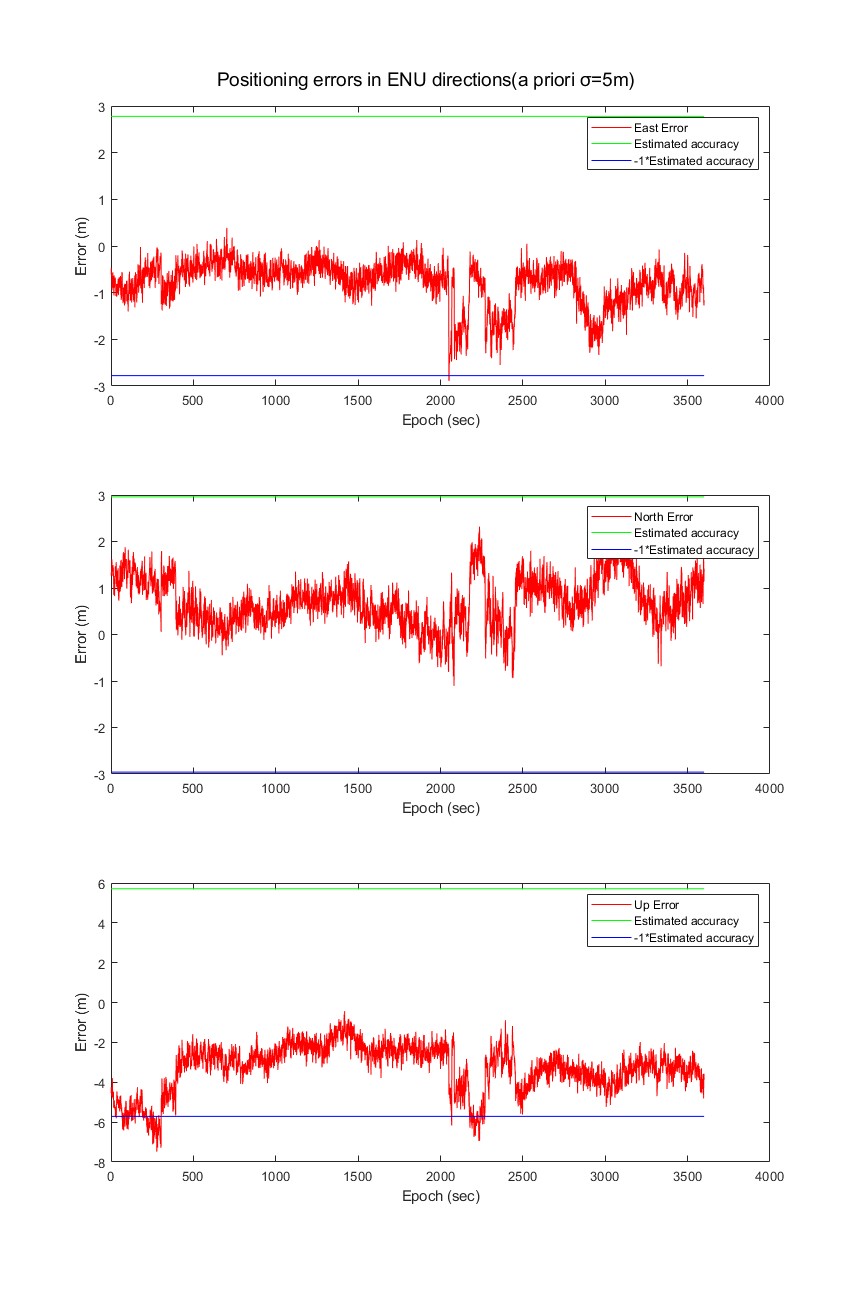 Positioning errors in ENU directions(a priori σ=5m)
3
2
1
0
-1
-2
-3
Error (m)
East Error
Estimated accuracy
-1*Estimated accuracy
0 500 1000 1500 2000 2500 3000 3500 4000
Epoch (sec)
3
2
1
0
-1
-2
-3
Error (m)
North Error
Estimated accuracy
-1*Estimated accuracy
0 500 1000 1500 2000 2500 3000 3500 4000
Epoch (sec)
6
4
2
0
-2
-4
-6
-8
Error (m)
Up Error
Estimated accuracy
-1*Estimated accuracy
0 500 1000 1500 2000 2500 3000 3500 4000
Epoch (sec)